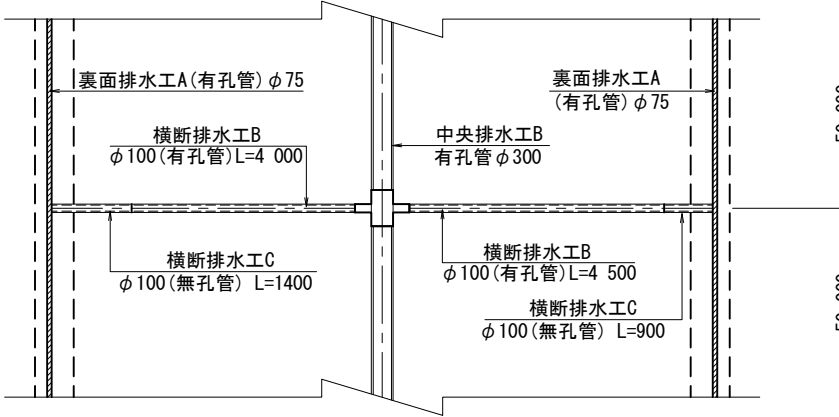 裏面排水工A(有孔管)φ75
裏面排水工A
(有孔管)φ75
横断排水工B
φ100(有孔管)L=4 000
中央排水工B
有孔管φ300
横断排水工C
φ100(無孔管) L=1400
横断排水工B
φ100(有孔管)L=4 500
横断排水工C
φ100(無孔管) L=900